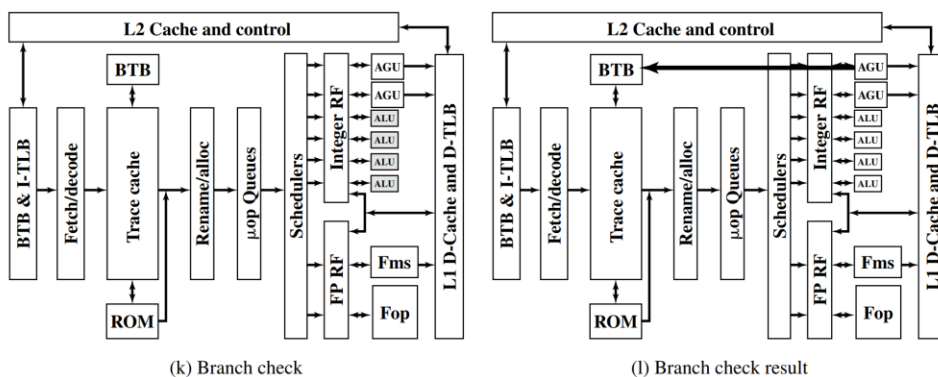 L2 Cache and control
BTB
AGU
AGU
ALU
ALU
ALU
ALU
BTB & I-TLB
Fetch/decode
Trace cache
Rename/alloc
µop Queues
Schedulers
Integer RF
FP RF
Fms
Fop
L1 D-Cache and D-TLB
ROM
(k) Branch check
L2 Cache and control
BTB
AGU
AGU
ALU
ALU
ALU
ALU
BTB & I-TLB
Fetch/decode
Trace cache
Rename/alloc
µop Queues
Schedulers
Integer RF
FP RF
Fms
Fop
L1 D-Cache and D-TLB
ROM
(l) Branch check result